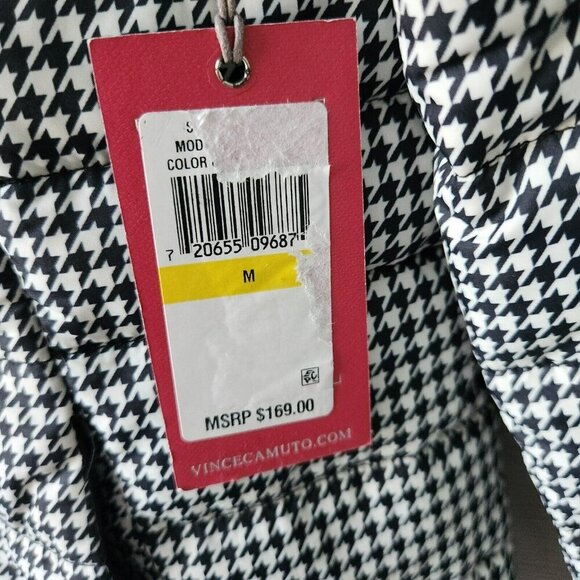 MOD
COLOR
7 20655 09687
M
MSRP $169.00
VINCECAMUTO.COM